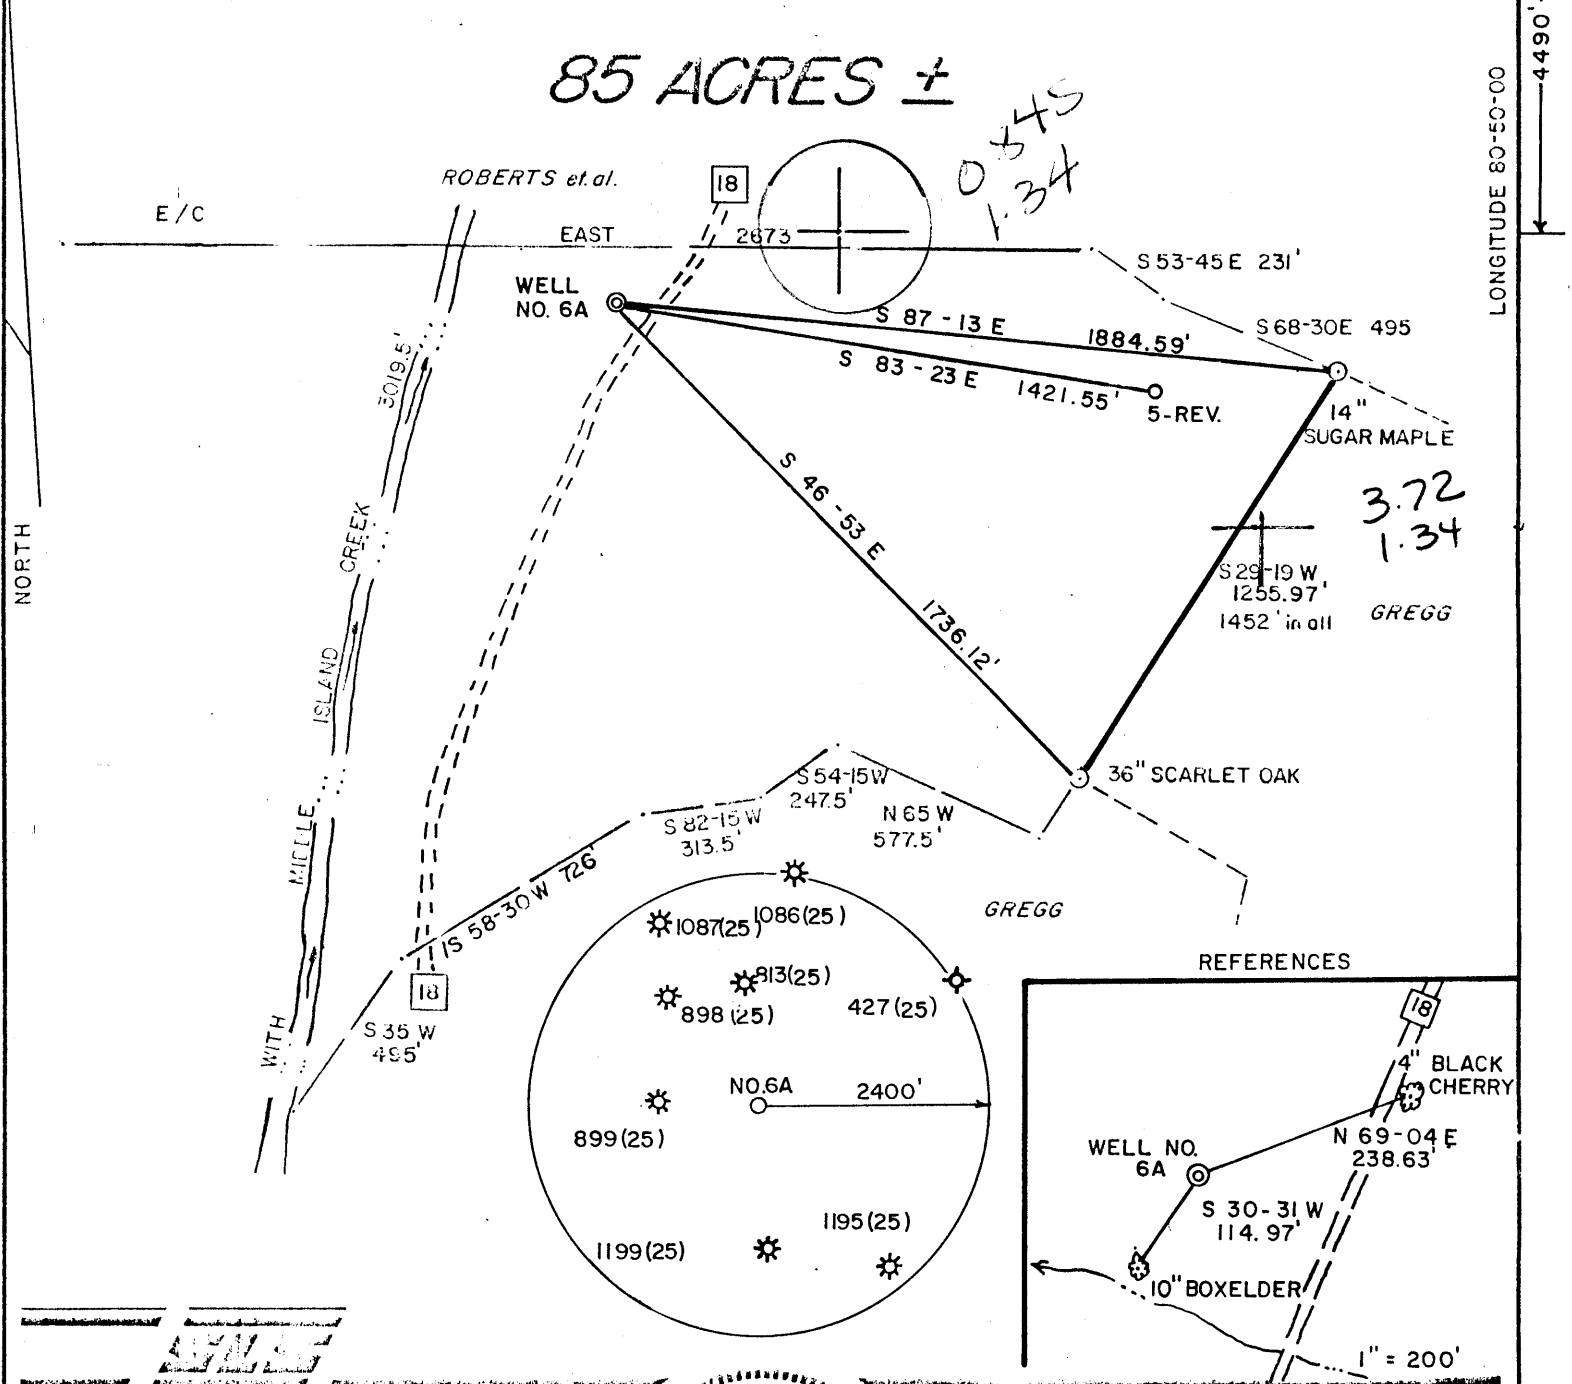 85 ACRES ±
4490'
LONGITUDE 80-50-00
0.845
1.34
ROBERTS et.al.
18
E/C
EAST 2673
S 53-45 E 231'
WELL
NO. 6A
S 87-13 E 1884.59'
S 68-30E 495
S 83-23 E 1421.55'
5-REV.
14"
SUGAR MAPLE
3019.5'
3.72
1.34
S 46-53 E 1736.12'
NORTH
S 29-19 W
1255.97'
1452' in all
GREGG
WITH MIDDLE ISLAND CREEK
36" SCARLET OAK
S 54-15W
247.5'
N 65 W
577.5'
S 82-15 W
313.5'
S 58-30 W 726'
GREGG
18
S 35 W
495'
1086(25)
1087(25)
813(25)
898(25)
427(25)
NO.6A
2400'
899(25)
1195(25)
1199(25)
REFERENCES
18
4" BLACK
CHERRY
N 69-04 E
238.63'
WELL NO.
6A
S 30-31 W
114.97'
10" BOXELDER
1" = 200'